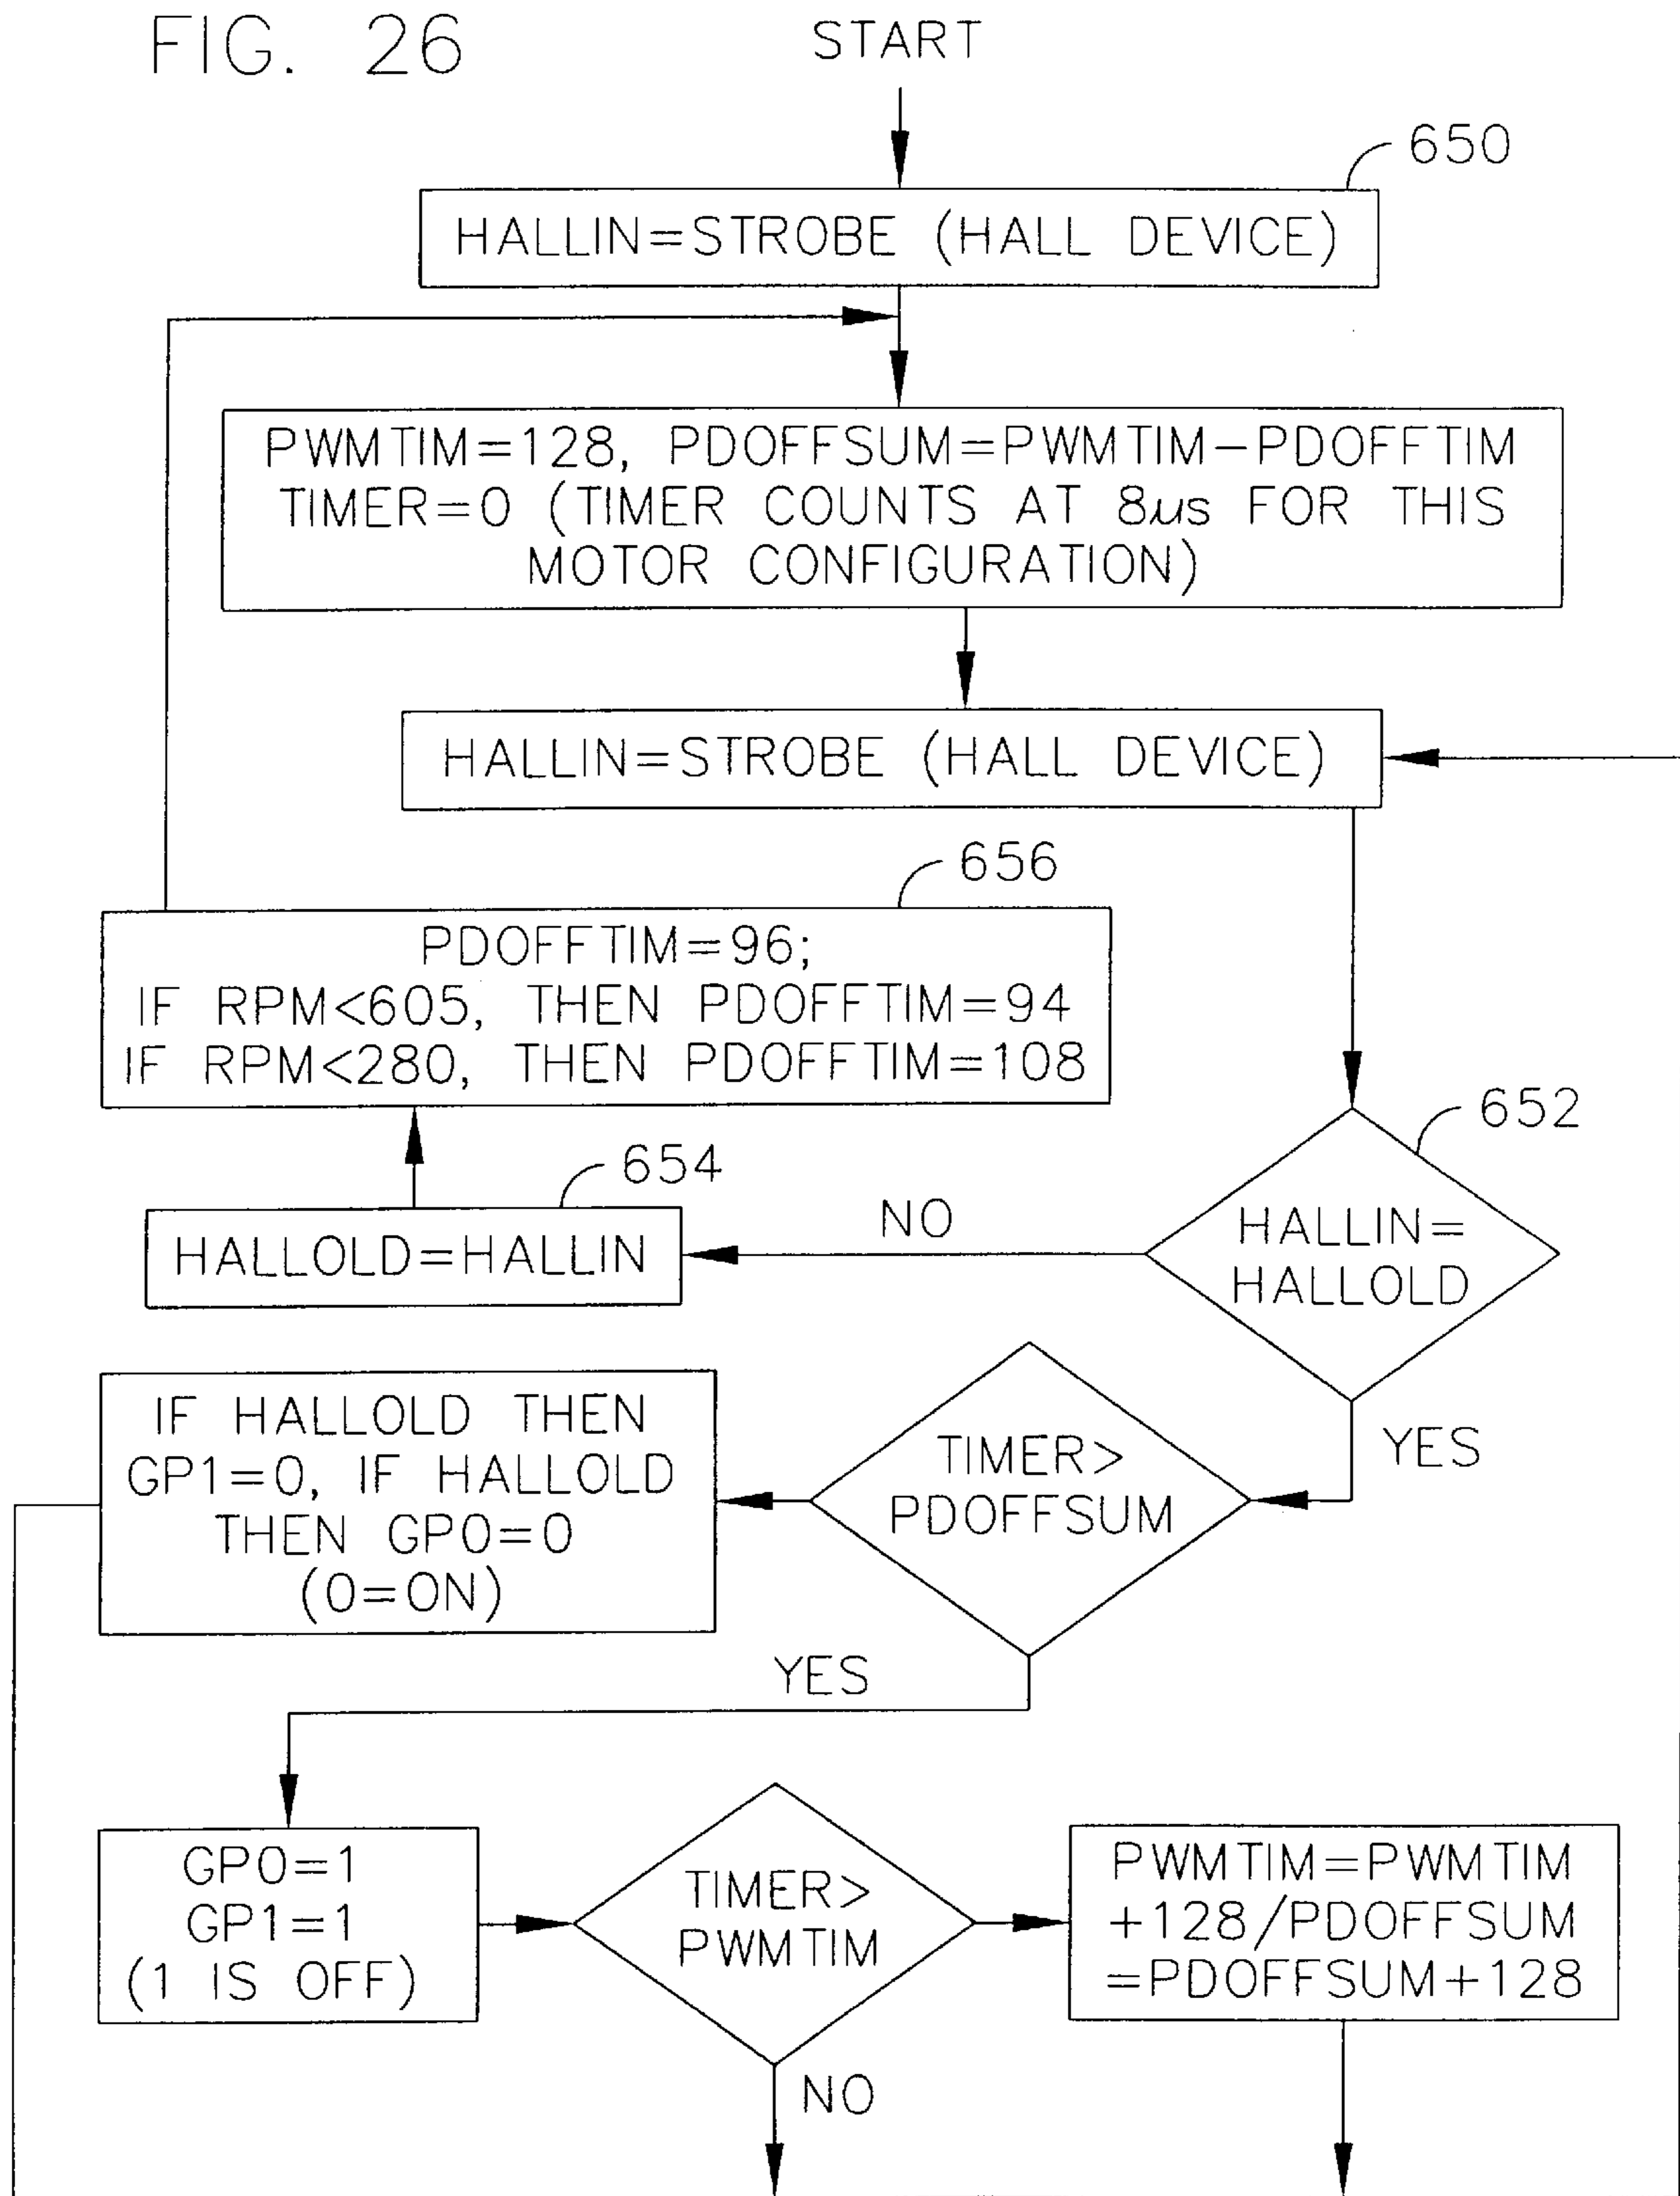 FIG. 26
START
650
HALLIN=STROBE (HALL DEVICE)
PWMTIM=128, PDOFFSUM=PWMTIM-PDOFFTIM
TIMER=0 (TIMER COUNTS AT 8us FOR THIS
MOTOR CONFIGURATION)
HALLIN=STROBE (HALL DEVICE)
656
PDOFFTIM=96;
IF RPM<605, THEN PDOFFTIM=94
IF RPM<280, THEN PDOFFTIM=108
652
654
NO
HALLIN=
HALLOLD
HALLOLD=HALLIN
YES
IF HALLOLD THEN
GP1=0, IF HALLOLD
THEN GP0=0
(0=ON)
TIMER>
PDOFFSUM
YES
GP0=1
GP1=1
(1 IS OFF)
TIMER>
PWMTIM
PWMTIM=PWMTIM
+128/PDOFFSUM
=PDOFFSUM+128
NO